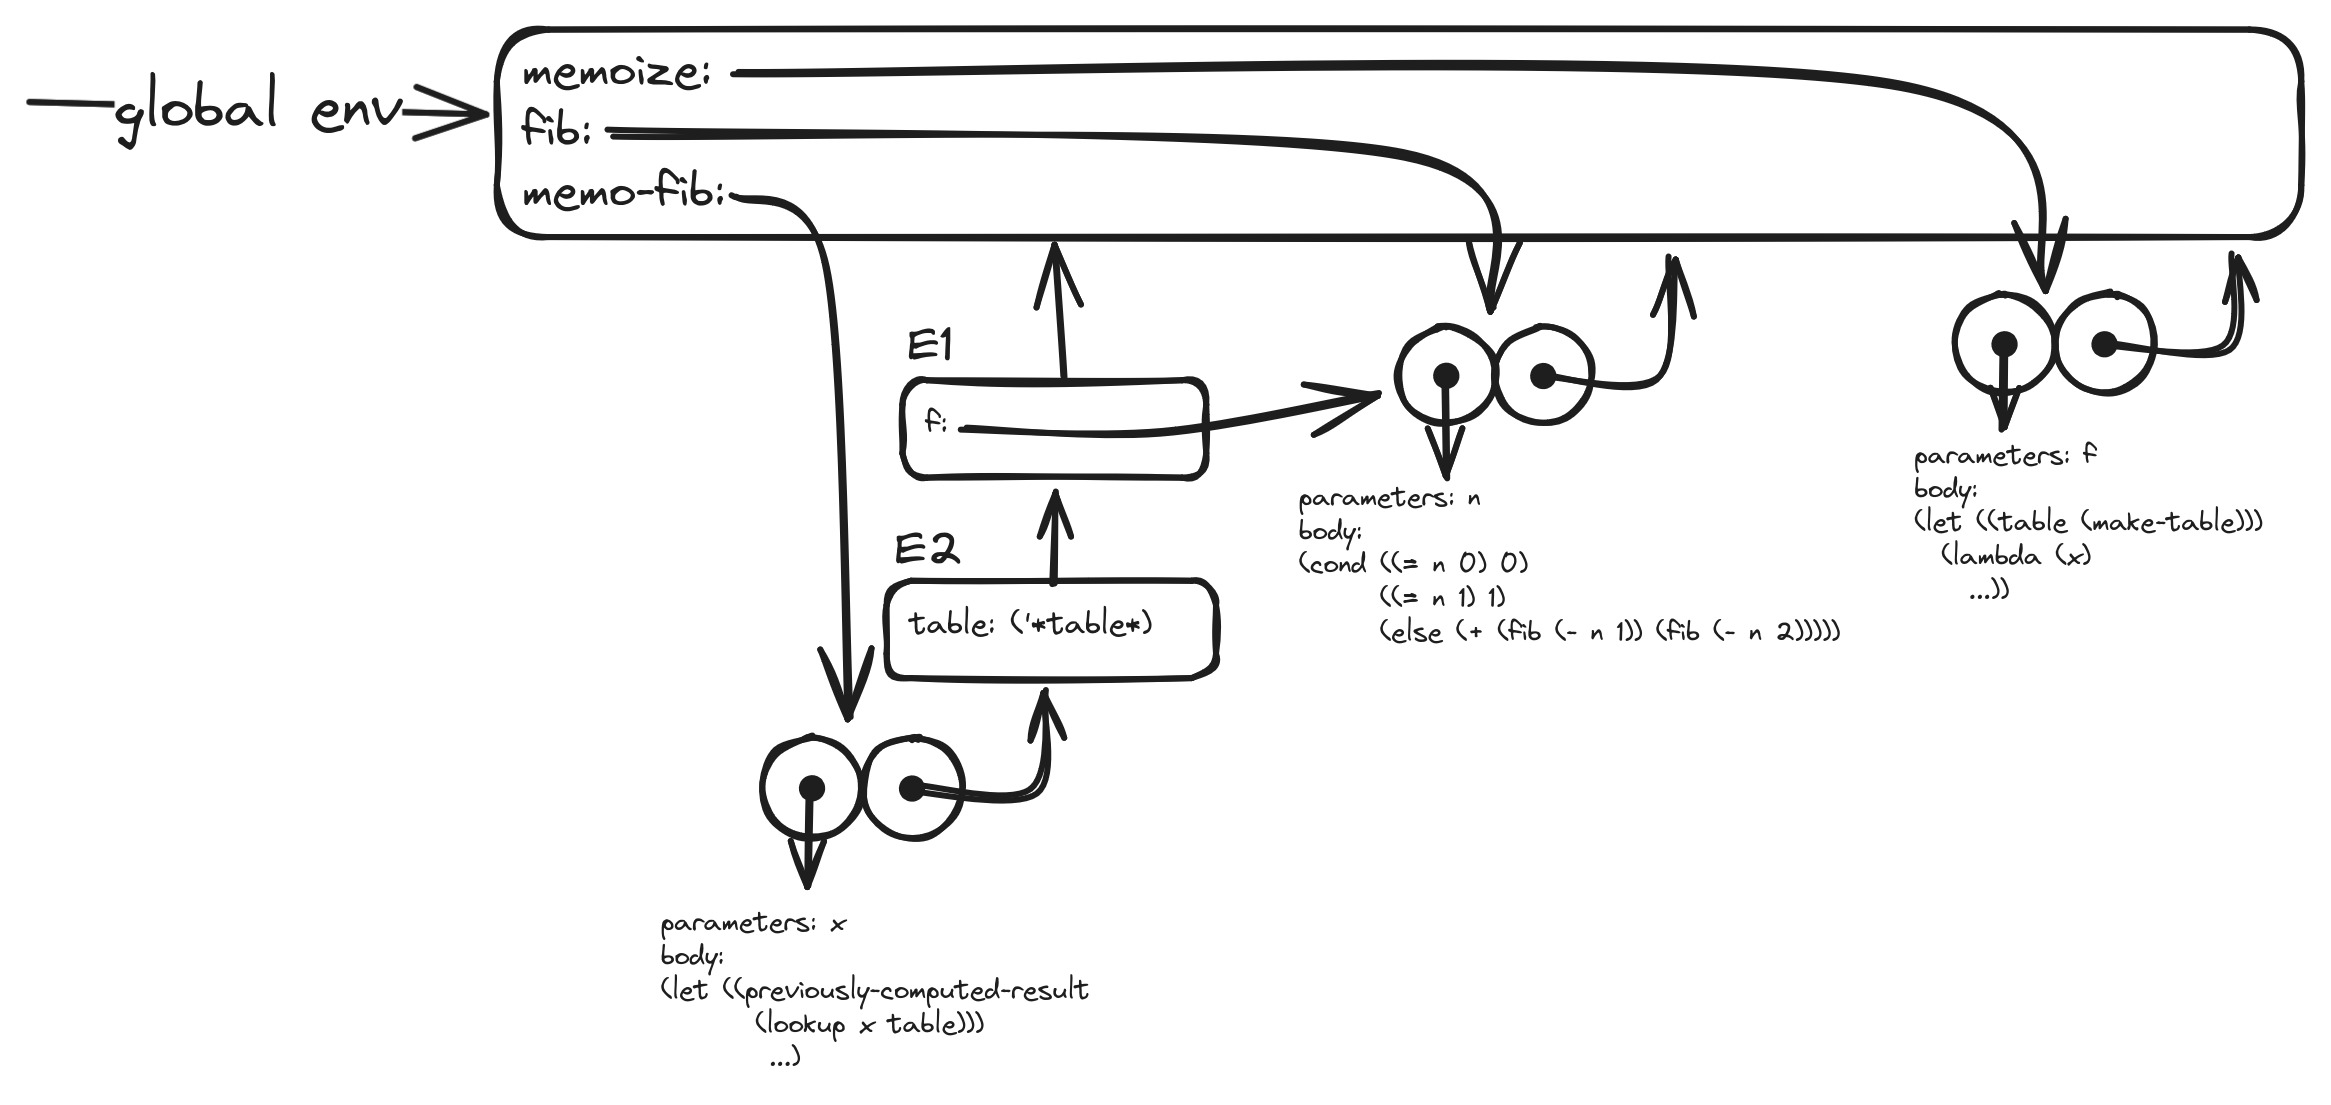 global env
memoize:
fib:
memo-fib:
E1
f:
E2
table: ('*table*)
parameters: n
body:
(cond ((= n 0) 0)
((= n 1) 1)
(else (+ (fib (- n 1)) (fib (- n 2)))))
parameters: f
body:
(let ((table (make-table)))
(lambda (x)
...))
parameters: x
body:
(let ((previously-computed-result
(lookup x table)))
...)